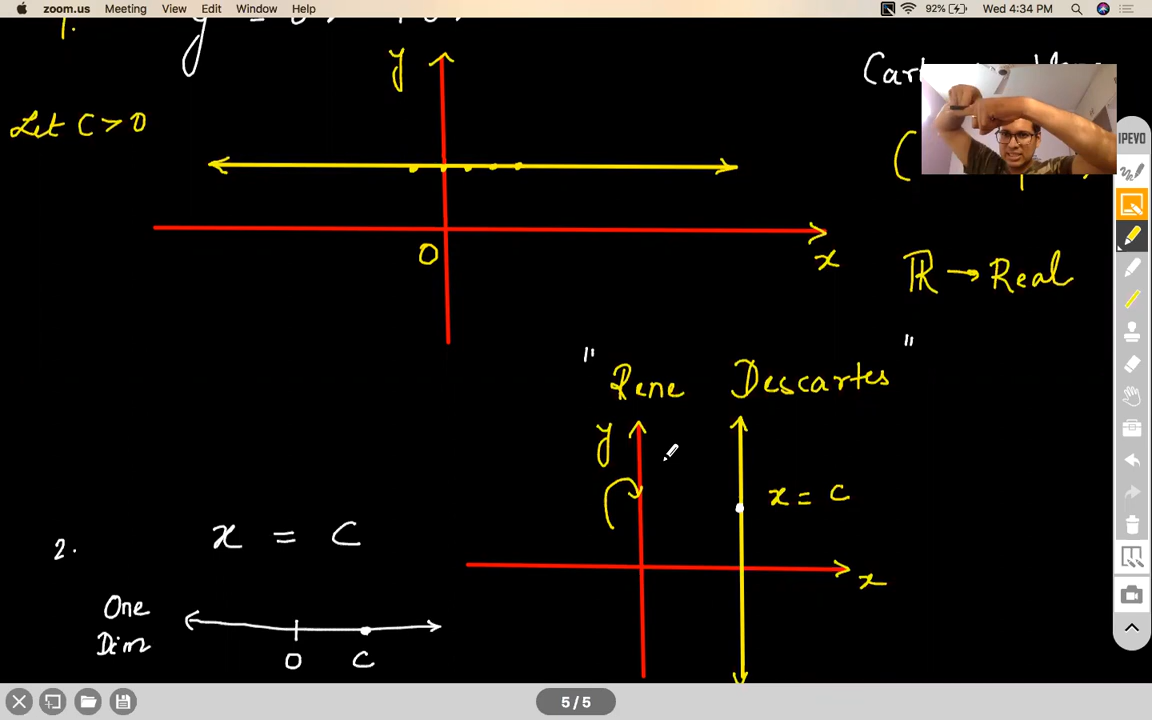 zoom.us Meeting View Edit Window Help 92% Wed 4:34 PM
1. y =
y
Let C > 0
IPEVO
0
x
ℝ → Real
" Rene Descartes "
y
x = c
2. x = c
x
One
Dim
0 C
5 / 5